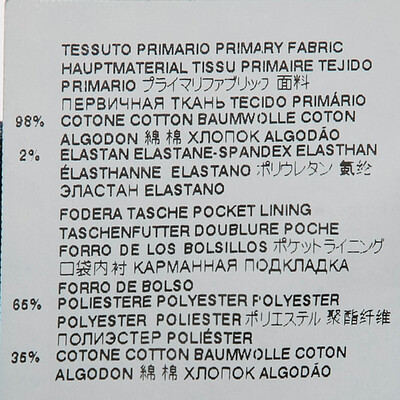 TESSUTO PRIMARIO PRIMARY FABRIC
HAUPTMATERIAL TISSU PRIMAIRE TEJIDO
PRIMARIO プライマリファブリック 面料
ПЕРВИЧНАЯ ТКАНЬ TECIDO PRIMÁRIO
98% COTONE COTTON BAUMWOLLE COTON
ALGODON 綿 棉 ХЛОПОК ALGODÃO
2% ELASTAN ELASTANE-SPANDEX ELASTHAN
ÉLASTHANNE ELASTANO ポリウレタン 氨纶
ЭЛАСТАН ELASTANO
FODERA TASCHE POCKET LINING
TASCHENFUTTER DOUBLURE POCHE
FORRO DE LOS BOLSILLOS ポケットライニング
口袋内衬 КАРМАННАЯ ПОДКЛАДКА
FORRO DE BOLSO
65% POLIESTERE POLYESTER POLYESTER
POLYESTER POLIESTER ポリエステル 聚酯纤维
ПОЛИЭСТЕР POLIÉSTER
35% COTONE COTTON BAUMWOLLE COTON
ALGODON 綿 棉 ХЛОПОК ALGODÃO